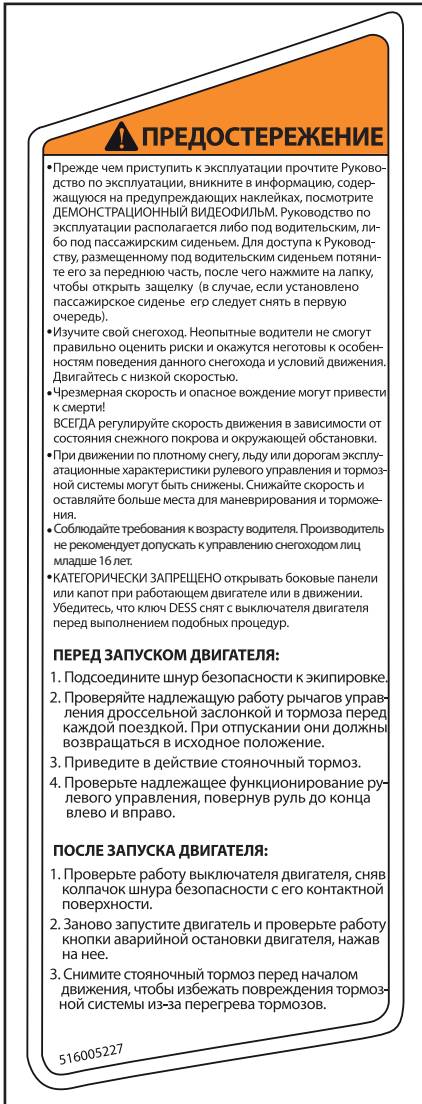 ПРЕДОСТЕРЕЖЕНИЕ
•Прежде чем приступить к эксплуатации прочтите Руково-
дство по эксплуатации, вникните в информацию, содер-
жащуюся на предупреждающих наклейках, посмотрите
ДЕМОНСТРАЦИОННЫЙ ВИДЕОФИЛЬМ. Руководство по
эксплуатации располагается либо под водительским, ли-
бо под пассажирским сиденьем. Для доступа к Руковод-
ству, размещенному под водительским сиденьем потяни-
те его за переднюю часть, после чего нажмите на лапку,
чтобы открыть защелку (в случае, если установлено
пассажирское сиденье его следует снять в первую
очередь).
•Изучите свой снегоход. Неопытные водители не смогут
правильно оценить риски и окажутся неготовы к особен-
ностям поведения данного снегохода и условий движения.
Двигайтесь с низкой скоростью.
•Чрезмерная скорость и опасное вождение могут привести
к смерти!
ВСЕГДА регулируйте скорость движения в зависимости от
состояния снежного покрова и окружающей обстановки.
•При движении по плотному снегу, льду или дорогам эксплу-
атационные характеристики рулевого управления и тормоз-
ной системы могут быть снижены. Снижайте скорость и
оставляйте больше места для маневрирования и торможе-
ния.
•Соблюдайте требования к возрасту водителя. Производитель
не рекомендует допускать к управлению снегоходом лиц
младше 16 лет.
•КАТЕГОРИЧЕСКИ ЗАПРЕЩЕНО открывать боковые панели
или капот при работающем двигателе или в движении.
Убедитесь, что ключ DESS снят с выключателя двигателя
перед выполнением подобных процедур.
ПЕРЕД ЗАПУСКОМ ДВИГАТЕЛЯ:
1. Подсоедините шнур безопасности к экипировке.
2. Проверяйте надлежащую работу рычагов управ-
ления дроссельной заслонкой и тормоза перед
каждой поездкой. При отпускании они должны
возвращаться в исходное положение.
3. Приведите в действие стояночный тормоз.
4. Проверьте надлежащее функционирование ру-
левого управления, повернув руль до конца
влево и вправо.
ПОСЛЕ ЗАПУСКА ДВИГАТЕЛЯ:
1. Проверьте работу выключателя двигателя, сняв
колпачок шнура безопасности с его контактной
поверхности.
2. Заново запустите двигатель и проверьте работу
кнопки аварийной остановки двигателя, нажав
на нее.
3. Снимите стояночный тормоз перед началом
движения, чтобы избежать повреждения тормоз-
ной системы из-за перегрева тормозов.
516005227